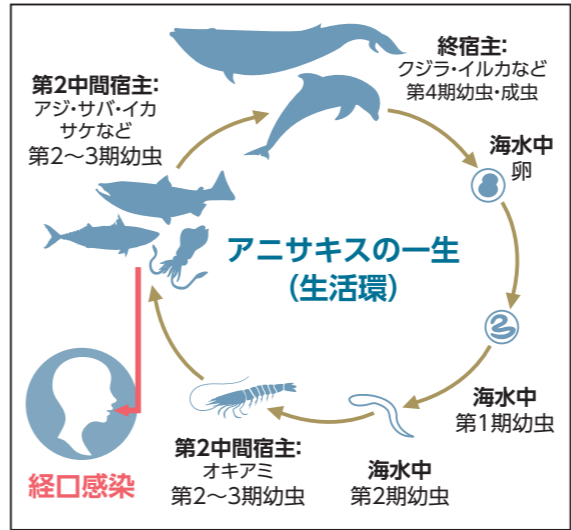 終宿主:
クジラ・イルカなど
第4期幼虫・成虫
海水中
卵
海水中
第1期幼虫
海水中
第2期幼虫
第2中間宿主:
オキアミ
第2〜3期幼虫
第2中間宿主:
アジ・サバ・イカ
サケなど
第2〜3期幼虫
アニサキスの一生
(生活環)
経口感染